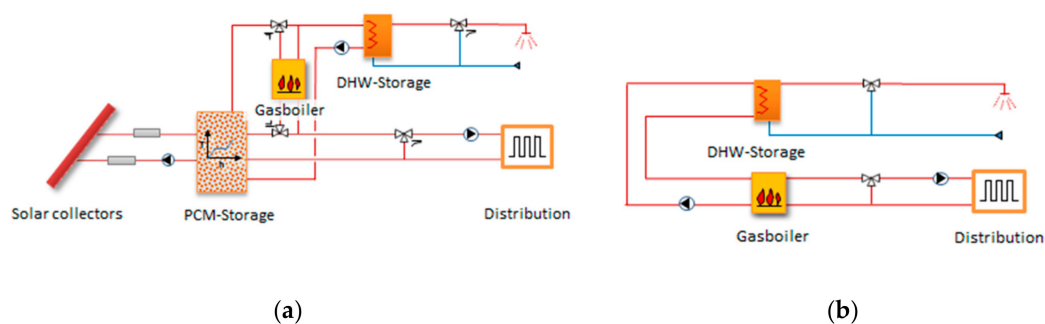 DHW-Storage
Gasboiler
T
h
Solar collectors
PCM-Storage
Distribution
(a)
DHW-Storage
Gasboiler
Distribution
(b)